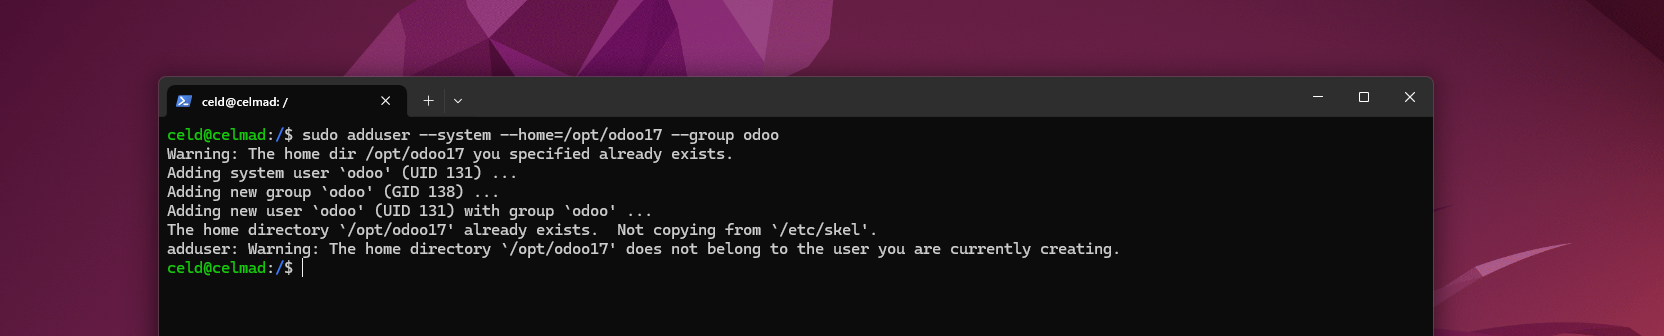 celd@celmad: /
celd@celmad:/$ sudo adduser --system --home=/opt/odoo17 --group odoo
Warning: The home dir /opt/odoo17 you specified already exists.
Adding system user `odoo' (UID 131) ...
Adding new group `odoo' (GID 138) ...
Adding new user `odoo' (UID 131) with group `odoo' ...
The home directory `/opt/odoo17' already exists.  Not copying from `/etc/skel'.
adduser: Warning: The home directory `/opt/odoo17' does not belong to the user you are currently creating.
celd@celmad:/$